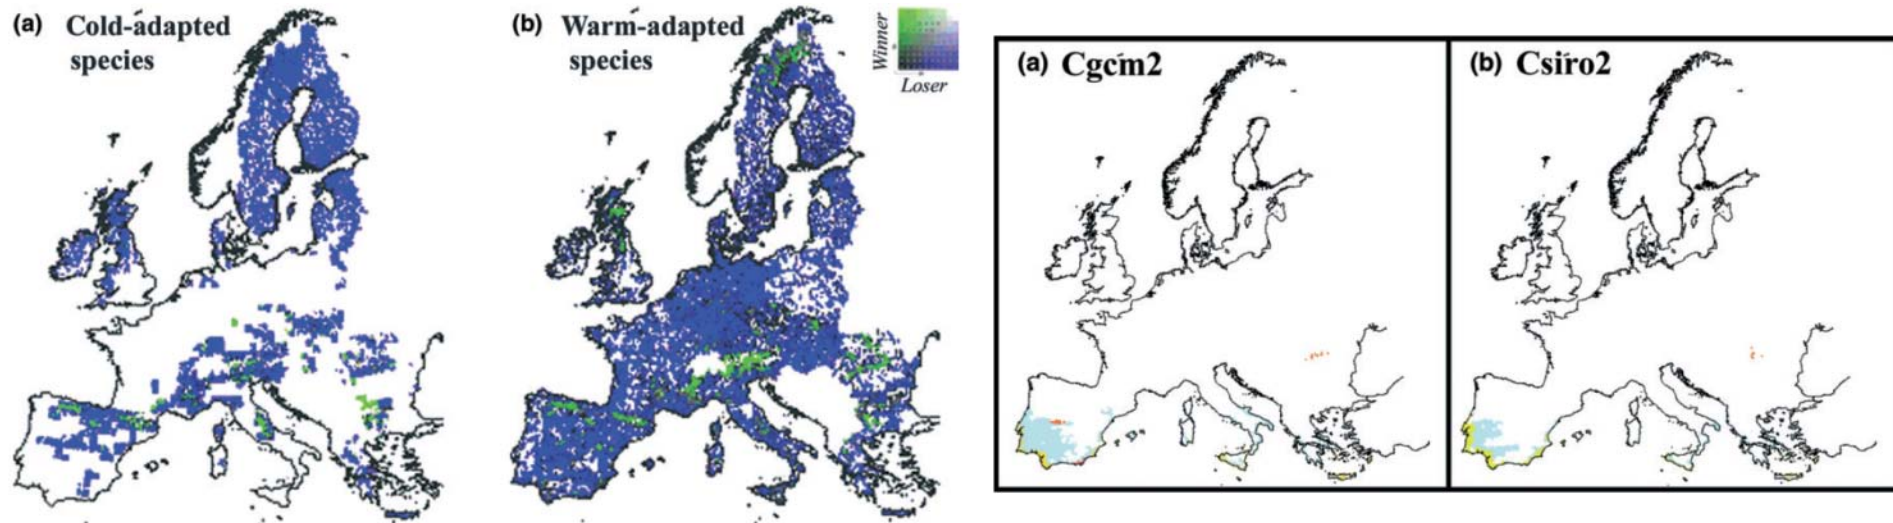 (a) Cold-adapted
species
(b) Warm-adapted
species
Winner
Loser
(a) Cgcm2
(b) Csiro2